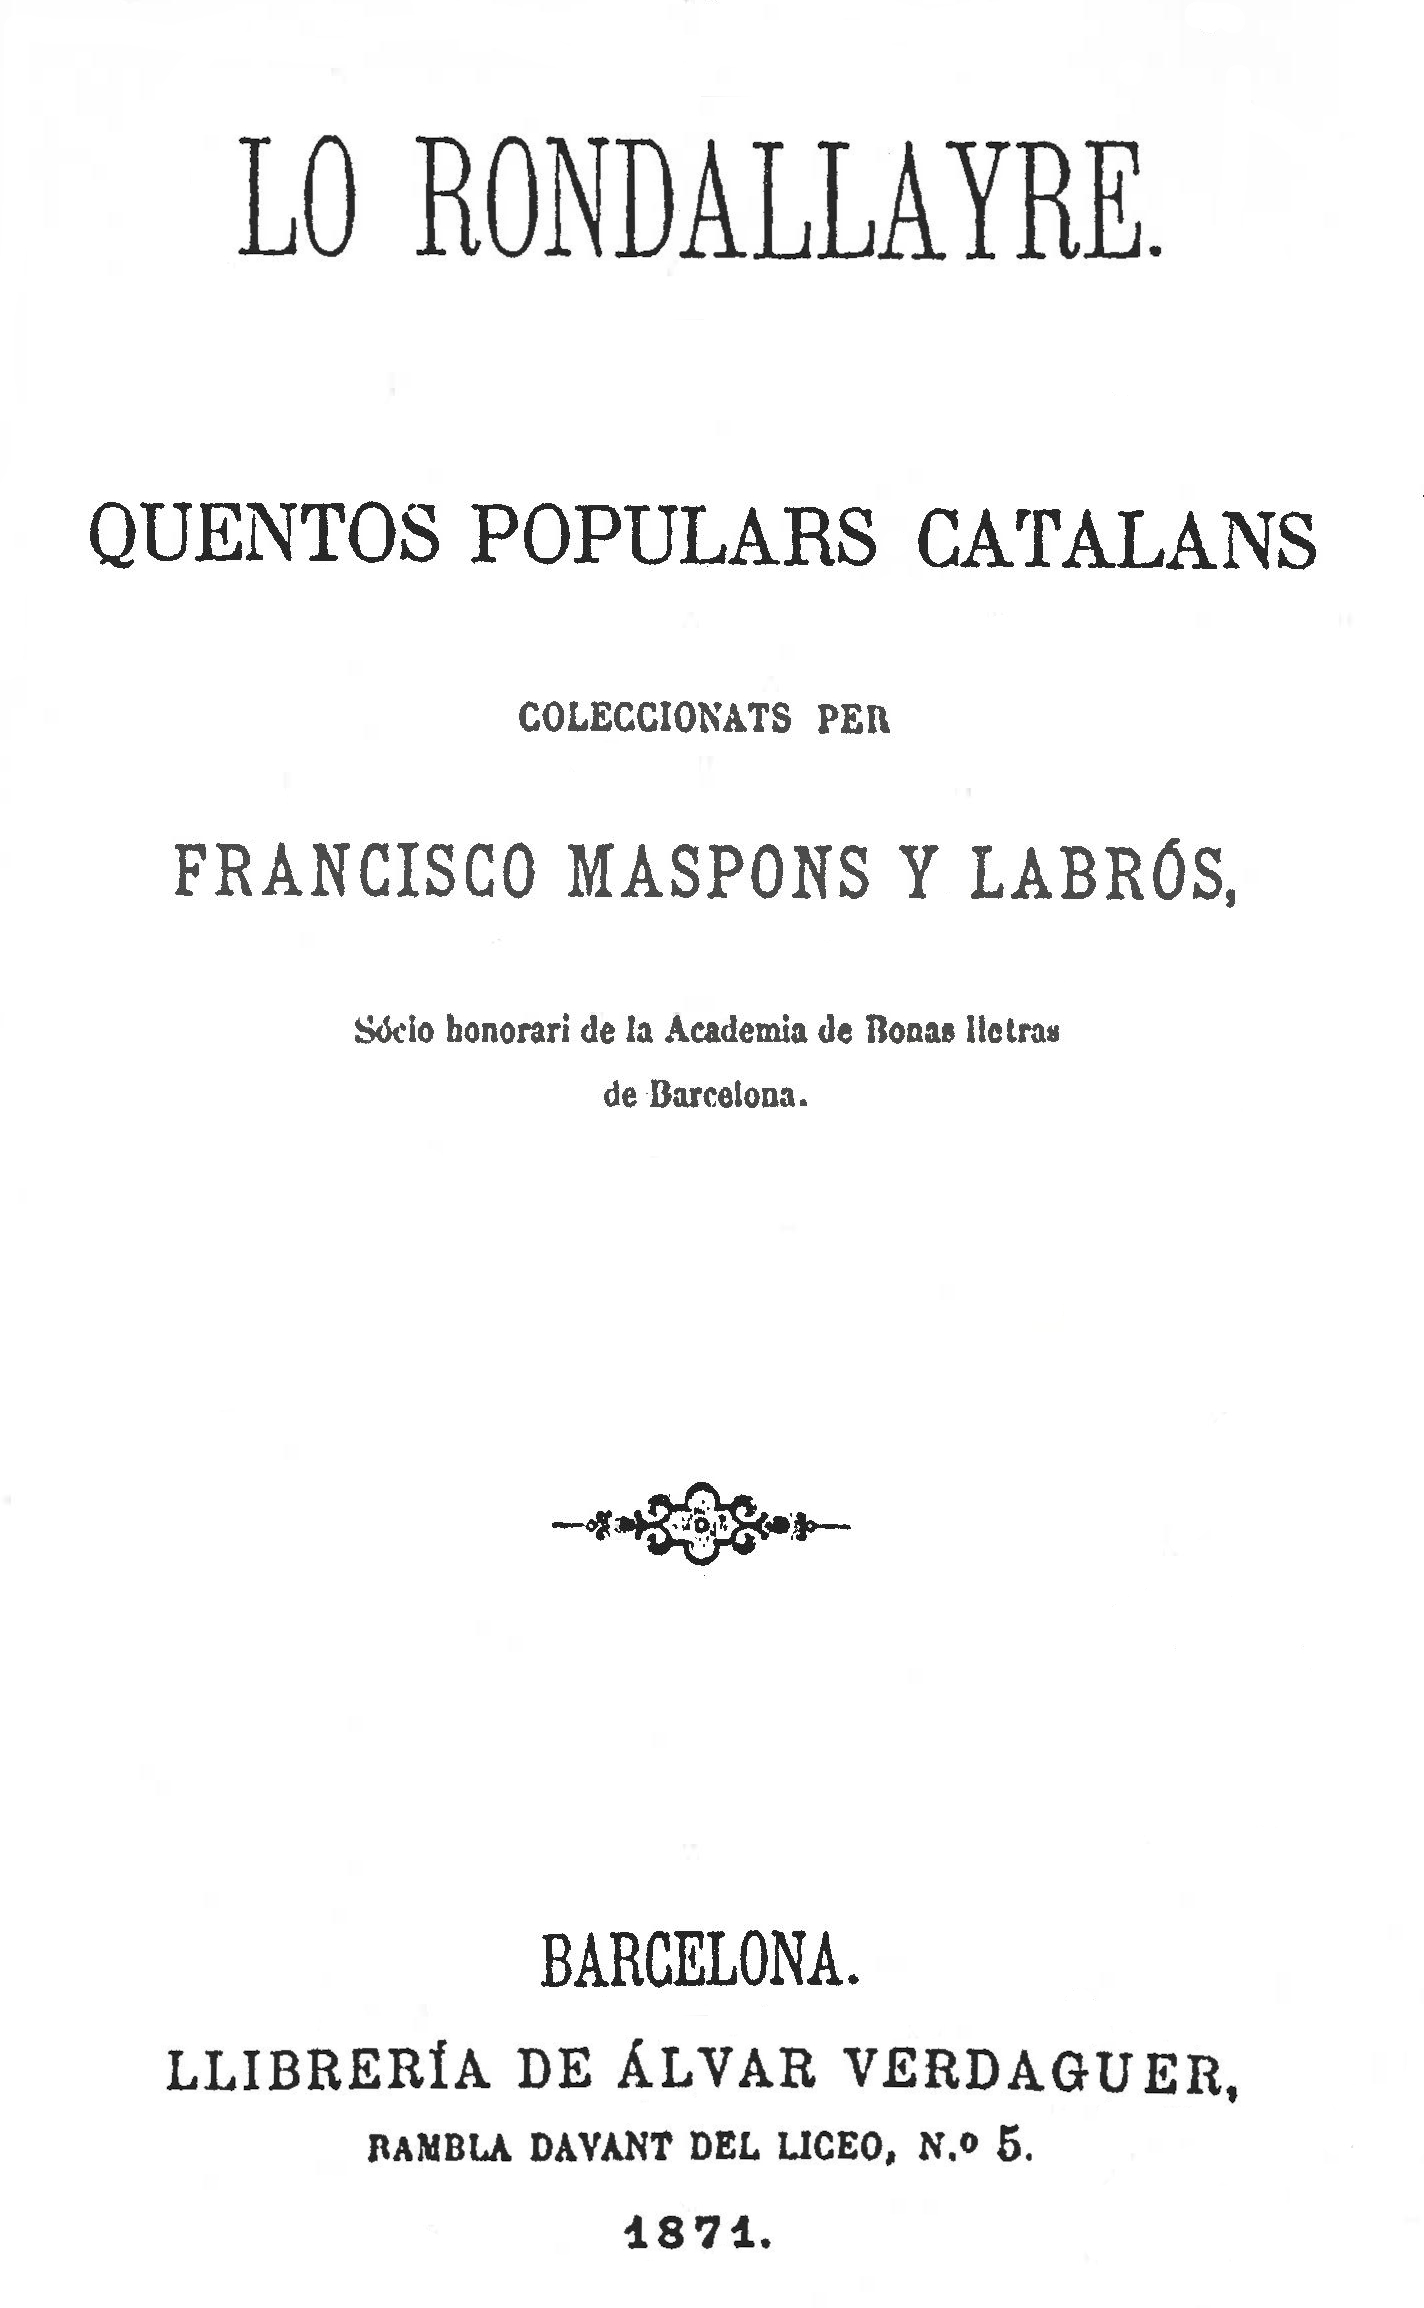 LO RONDALLAYRE.
QUENTOS POPULARS CATALANS
COLECCIONATS PER
FRANCISCO MASPONS Y LABRÓS,
Sócio honorari de la Academia de Bonas lletras
de Barcelona.
BARCELONA.
LLIBRERÍA DE ÁLVAR VERDAGUER,
RAMBLA DAVANT DEL LICEO, N.º 5.
1871.